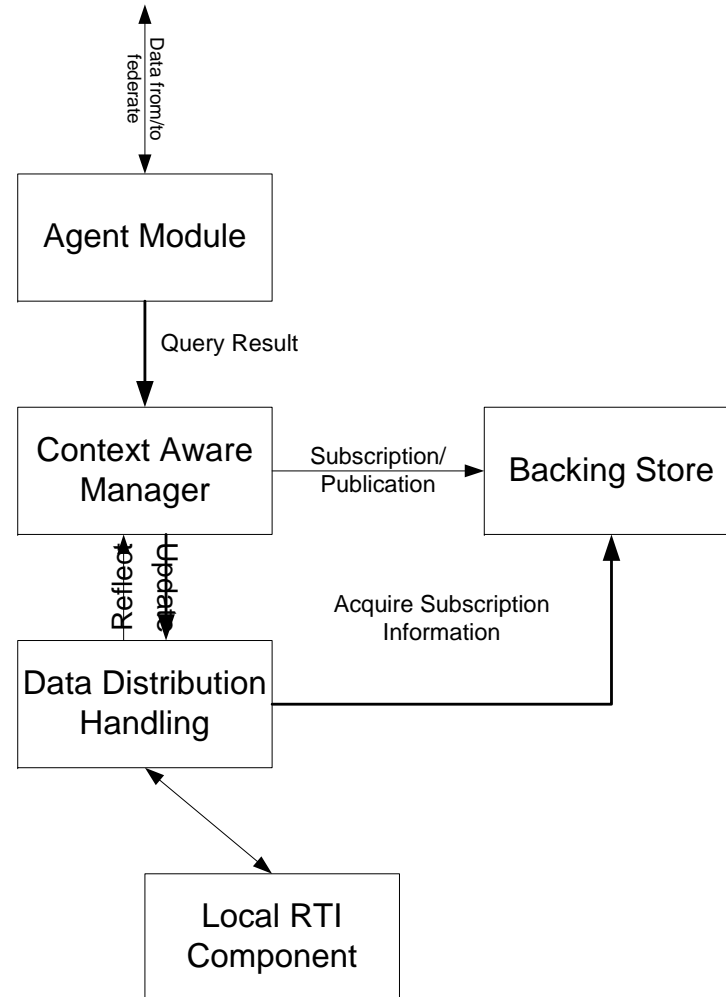 Data from/to
federate
Agent Module
Query Result
Context Aware
Manager
Subscription/
Publication
Backing Store
Reflect
Update
Acquire Subscription
Information
Data Distribution
Handling
Local RTI
Component